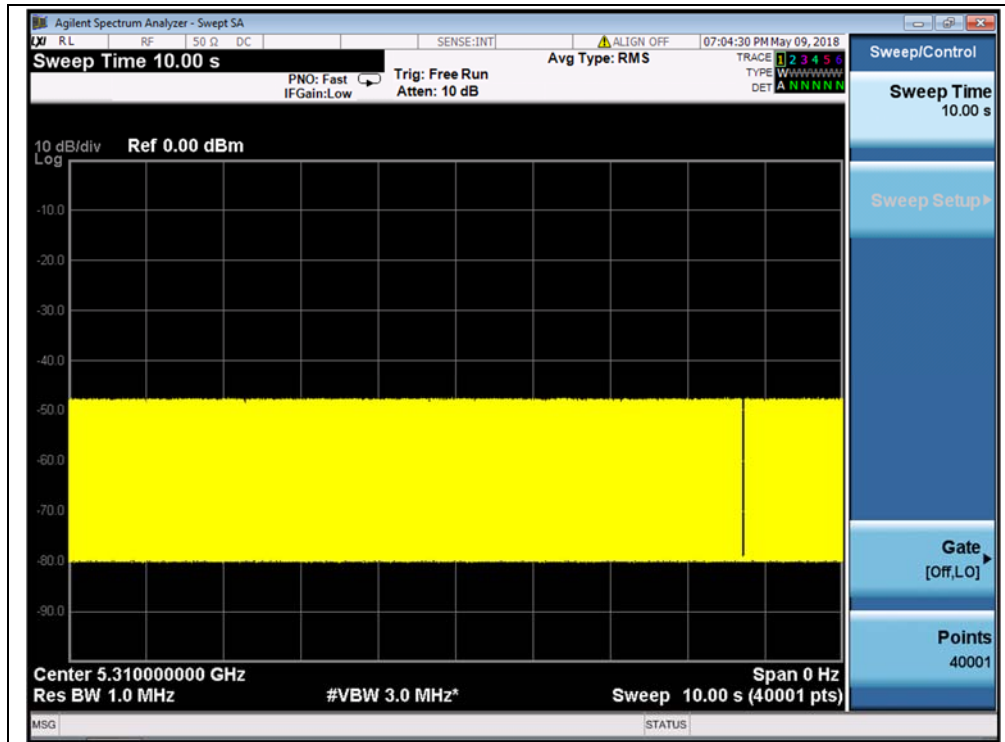 Agilent Spectrum Analyzer - Swept SA
LXI RL RF 50 Ω DC SENSE:INT ALIGN OFF 07:04:30 PM May 09, 2018
Sweep Time 10.00 s
PNO: Fast
IFGain:Low
Trig: Free Run
Atten: 10 dB
Avg Type: RMS
TRACE 1 2 3 4 5 6
TYPE WWWWWWW
DET A N N N N N
10 dB/div Ref 0.00 dBm
Log
-10.0
-20.0
-30.0
-40.0
-50.0
-60.0
-70.0
-80.0
-90.0
Center 5.310000000 GHz Span 0 Hz
Res BW 1.0 MHz #VBW 3.0 MHz* Sweep 10.00 s (40001 pts)
MSG STATUS
Sweep/Control
Sweep Time
10.00 s
Sweep Setup
Gate
[Off,LO]
Points
40001